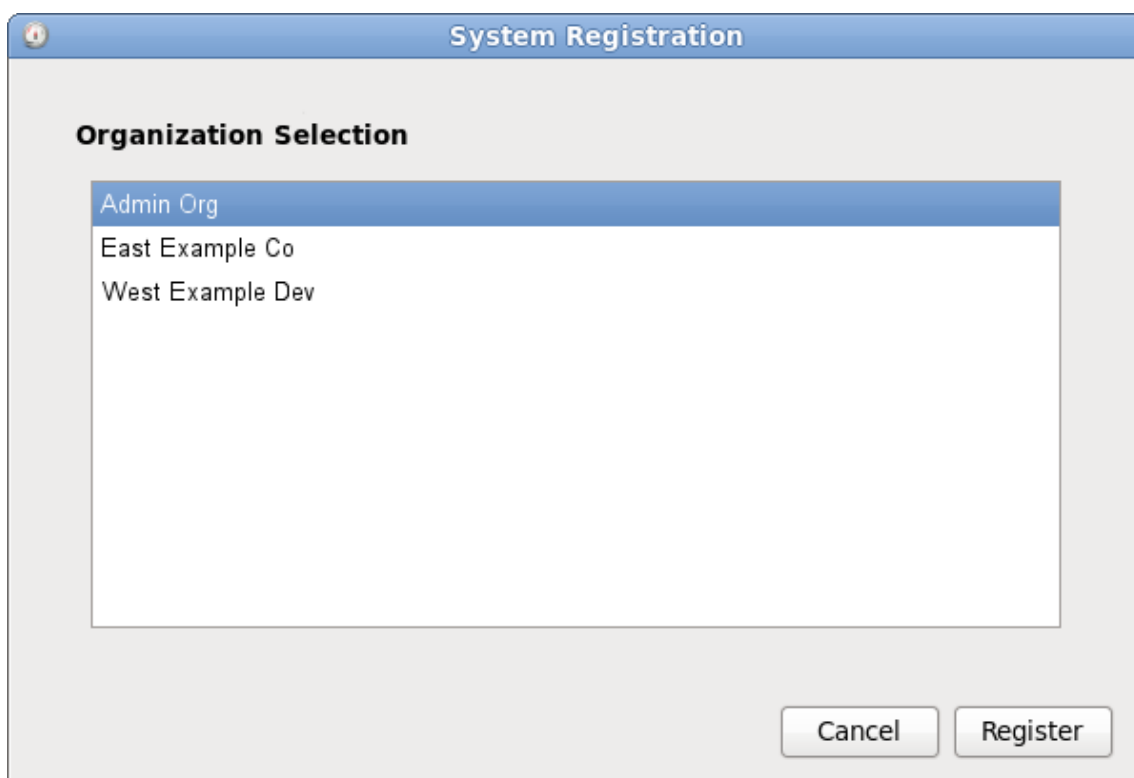 System Registration
Organization Selection
Admin Org
East Example Co
West Example Dev
Cancel Register